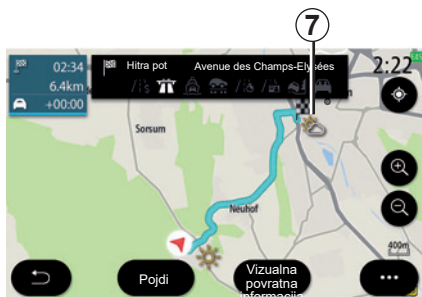 7
02:34
6.4km
+00:00
Hitra pot
Avenue des Champs-Elysées
2:22
Sorsum
Neuhof
400m
Pojdi
Vizualna
povratna
informacija